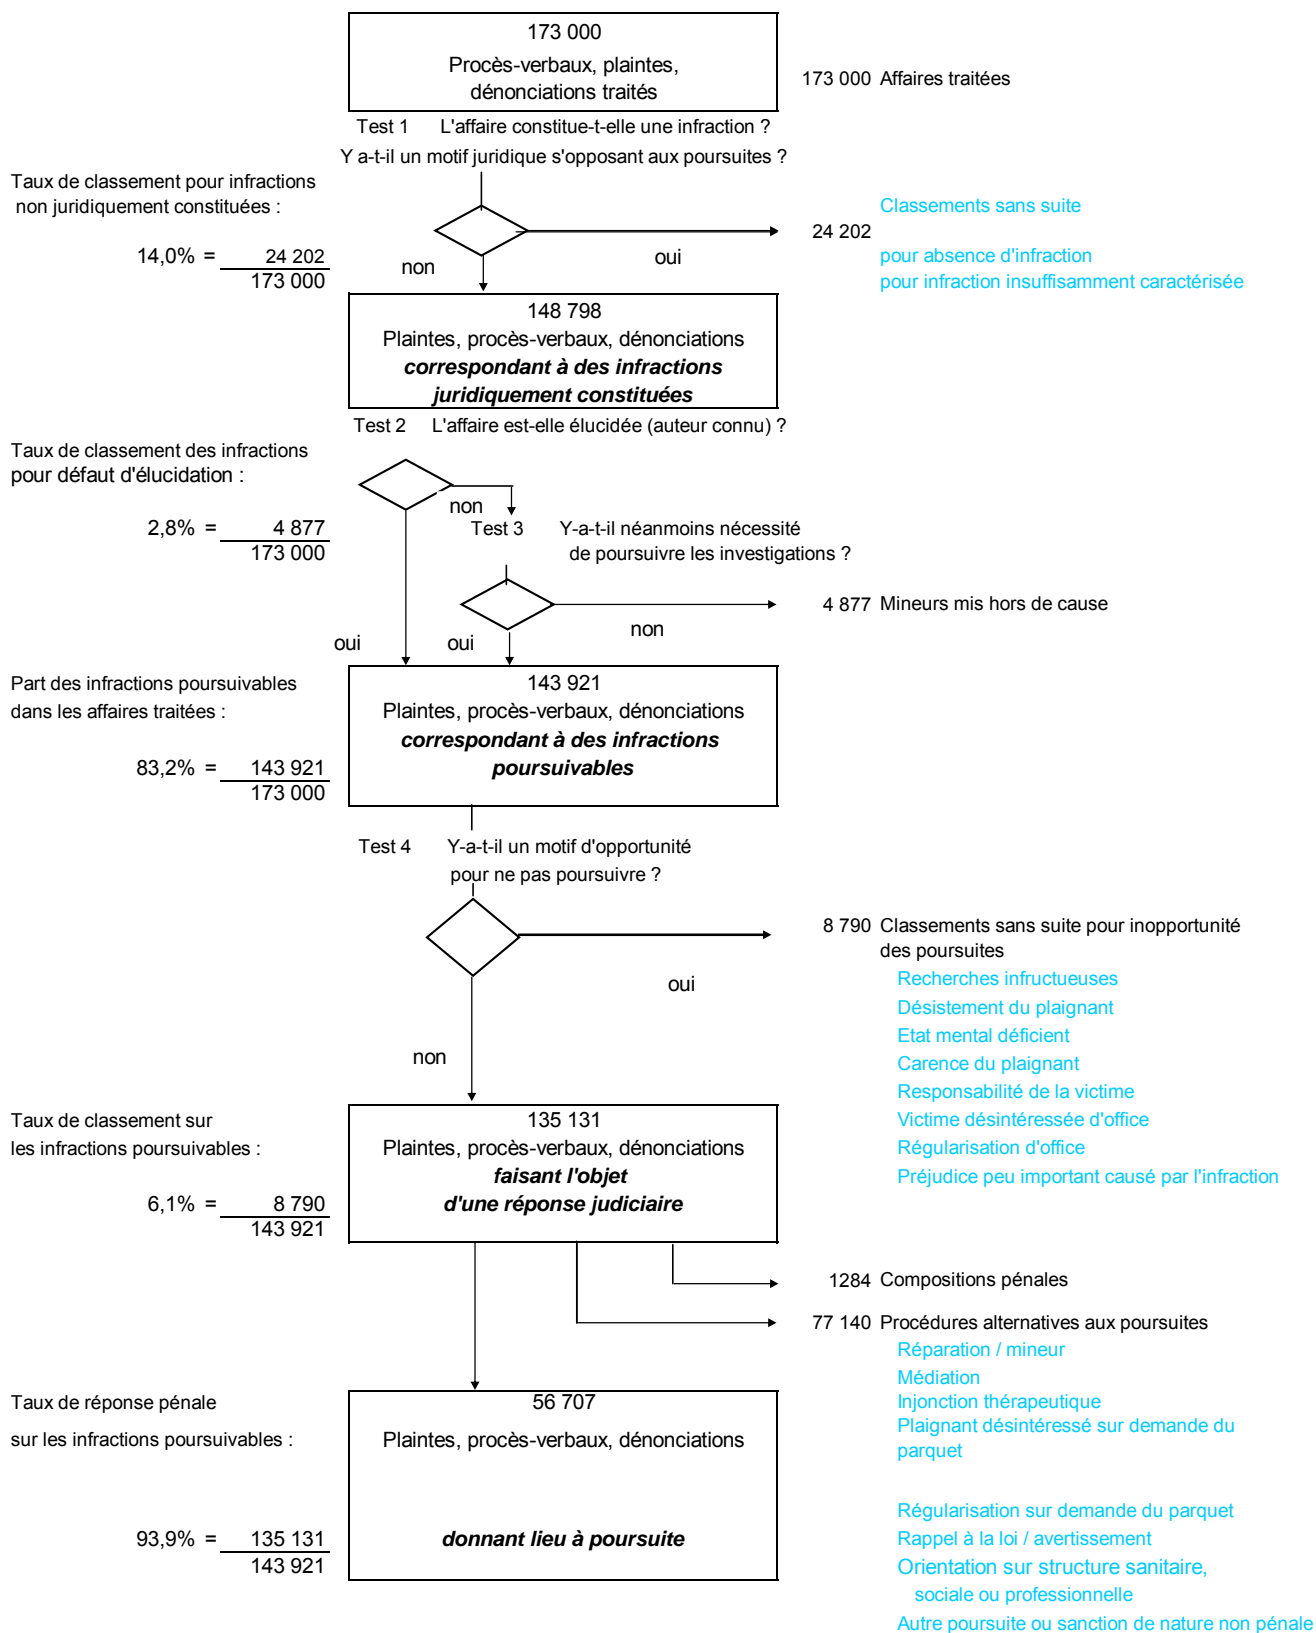 173 000
Procès-verbaux, plaintes,
dénonciations traités
173 000 Affaires traitées
Test 1 L'affaire constitue-t-elle une infraction ?
Y a-t-il un motif juridique s'opposant aux poursuites ?
Taux de classement pour infractions
non juridiquement constituées :
14,0% = 24 202
173 000
non
oui
24 202
Classements sans suite
pour absence d'infraction
pour infraction insuffisamment caractérisée
148 798
Plaintes, procès-verbaux, dénonciations
correspondant à des infractions
juridiquement constituées
Test 2 L'affaire est-elle élucidée (auteur connu) ?
Taux de classement des infractions
pour défaut d'élucidation :
2,8% = 4 877
173 000
non
Test 3 Y-a-t-il néanmoins nécessité
de poursuivre les investigations ?
4 877 Mineurs mis hors de cause
non
oui
oui
Part des infractions poursuivables
dans les affaires traitées :
83,2% = 143 921
173 000
143 921
Plaintes, procès-verbaux, dénonciations
correspondant à des infractions
poursuivables
Test 4 Y-a-t-il un motif d'opportunité
pour ne pas poursuivre ?
oui
non
8 790 Classements sans suite pour inopportunité
des poursuites
Recherches infructueuses
Désistement du plaignant
Etat mental déficient
Carence du plaignant
Responsabilité de la victime
Victime désintéressée d'office
Régularisation d'office
Préjudice peu important causé par l'infraction
Taux de classement sur
les infractions poursuivables :
6,1% = 8 790
143 921
135 131
Plaintes, procès-verbaux, dénonciations
faisant l'objet
d'une réponse judiciaire
1284 Compositions pénales
77 140 Procédures alternatives aux poursuites
Réparation / mineur
Médiation
Injonction thérapeutique
Plaignant désintéressé sur demande du
parquet
Régularisation sur demande du parquet
Rappel à la loi / avertissement
Orientation sur structure sanitaire,
sociale ou professionnelle
Autre poursuite ou sanction de nature non pénale
Taux de réponse pénale
sur les infractions poursuivables :
93,9% = 135 131
143 921
56 707
Plaintes, procès-verbaux, dénonciations
donnant lieu à poursuite